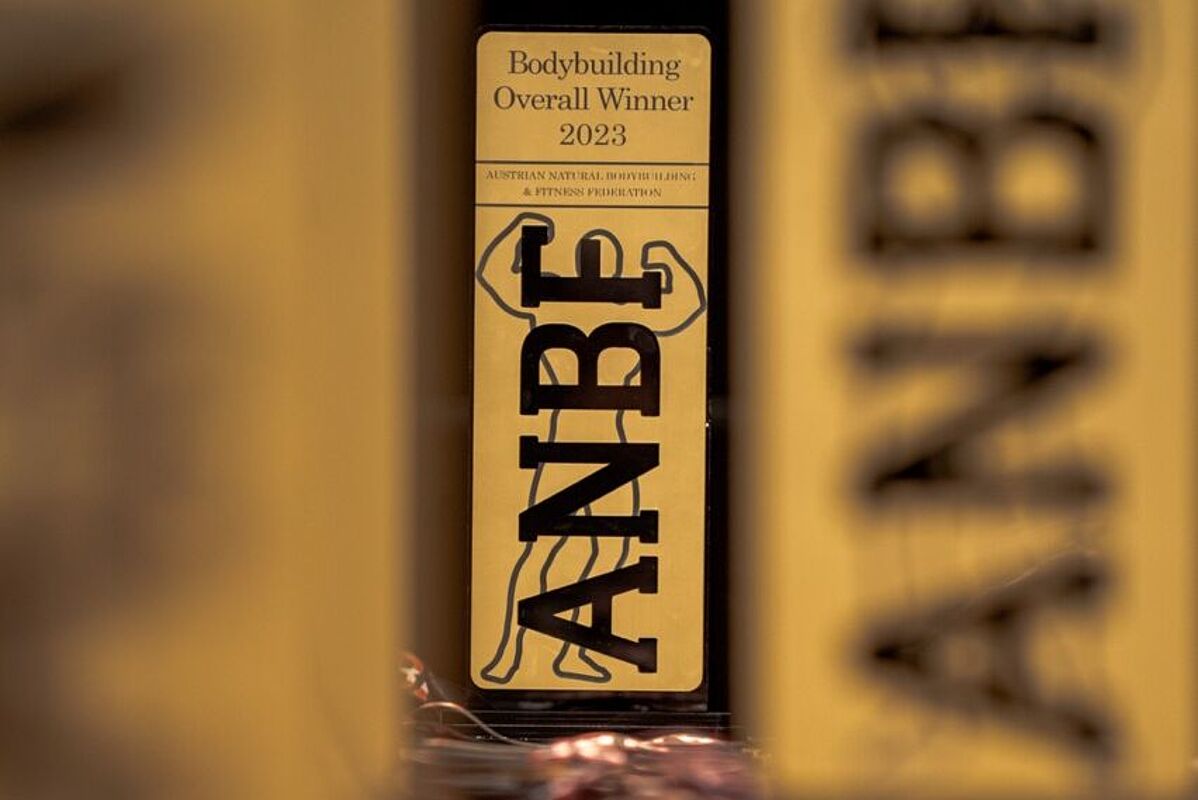 Bodybuilding
Overall Winner
2023
AUSTRIAN NATURAL BODYBUILDING
& FITNESS FEDERATION
ANBF
ANBF